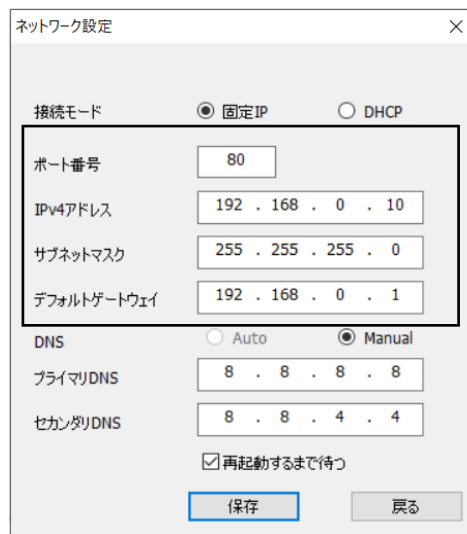 ネットワーク設定
接続モード 固定IP DHCP
ポート番号 80
IPv4アドレス 192 . 168 . 0 . 10
サブネットマスク 255 . 255 . 255 . 0
デフォルトゲートウェイ 192 . 168 . 0 . 1
DNS Auto Manual
プライマリDNS 8 . 8 . 8 . 8
セカンダリDNS 8 . 8 . 4 . 4
再起動するまで待つ
保存 戻る